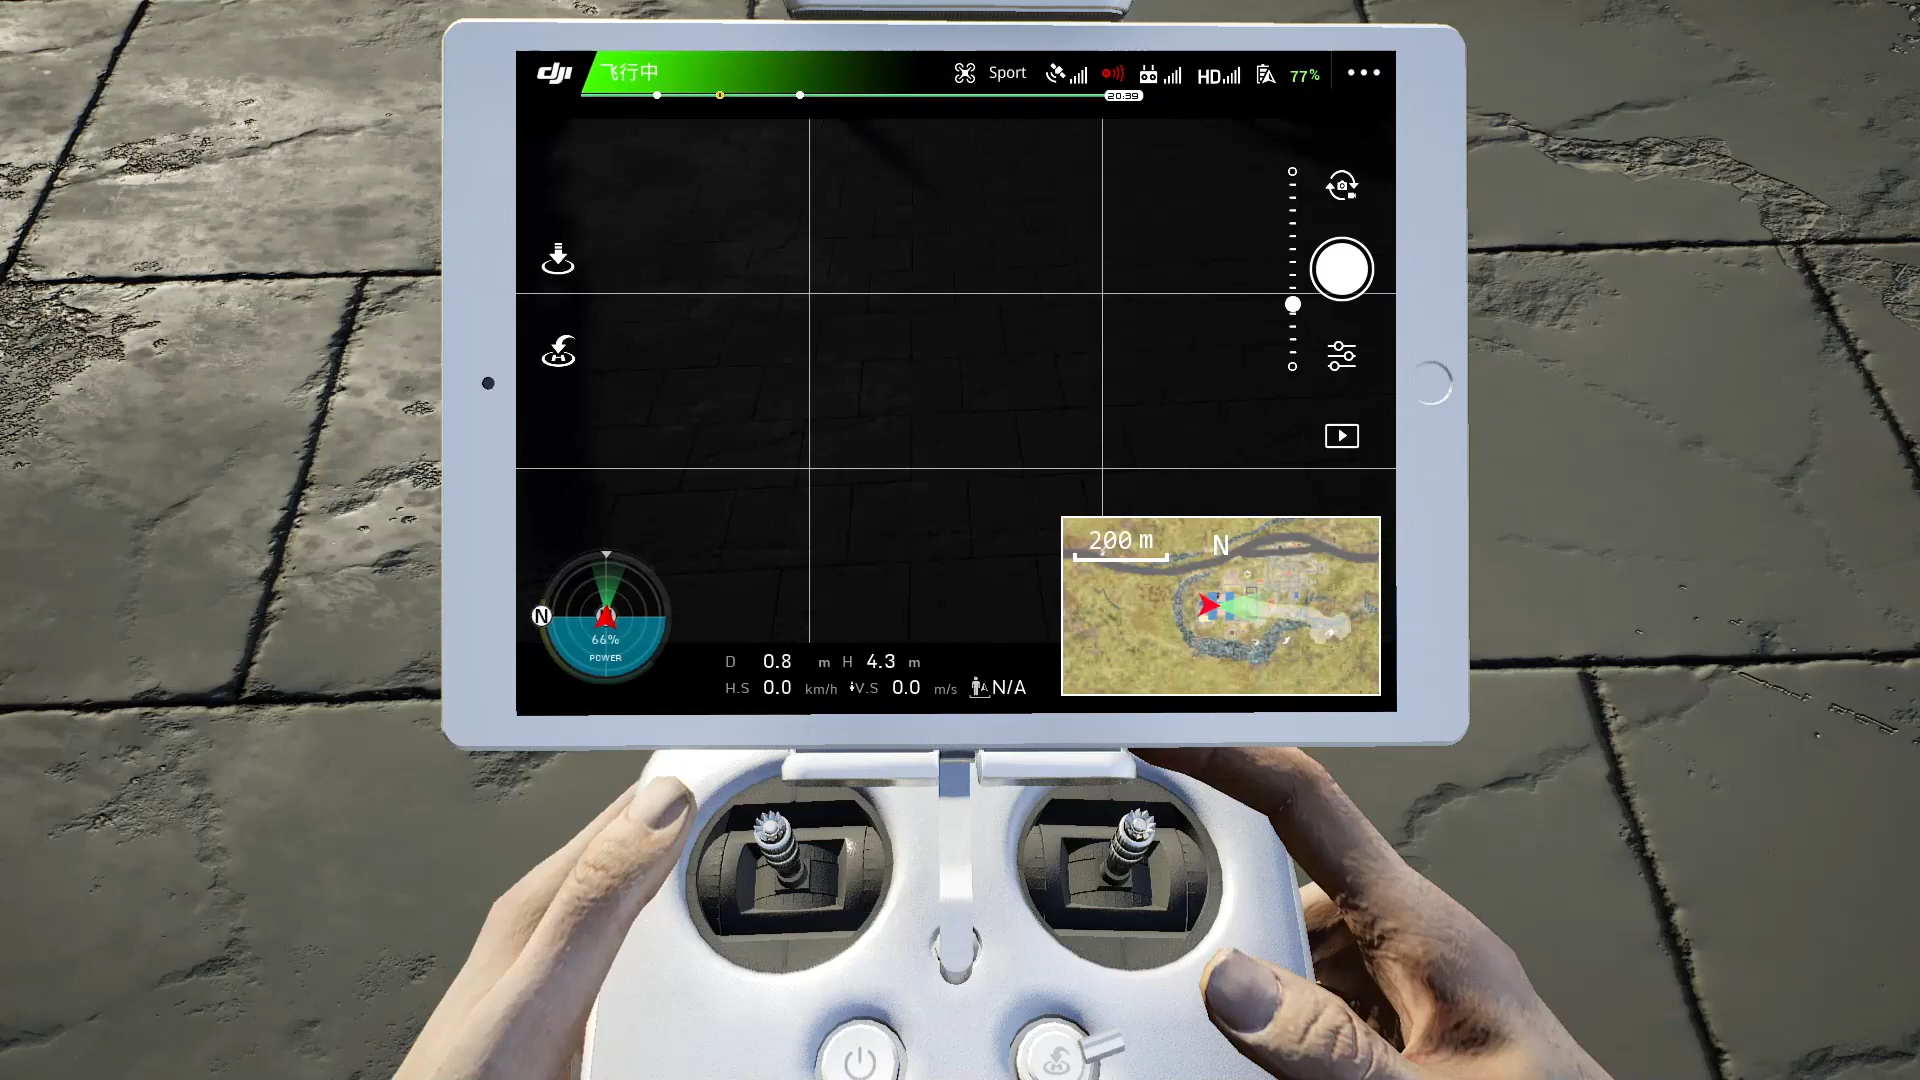 dji 飞行中 Sport HD 77%
20:39
200 m N
N
66%
POWER
D 0.8 m H 4.3 m
H.S 0.0 km/h V.S 0.0 m/s N/A